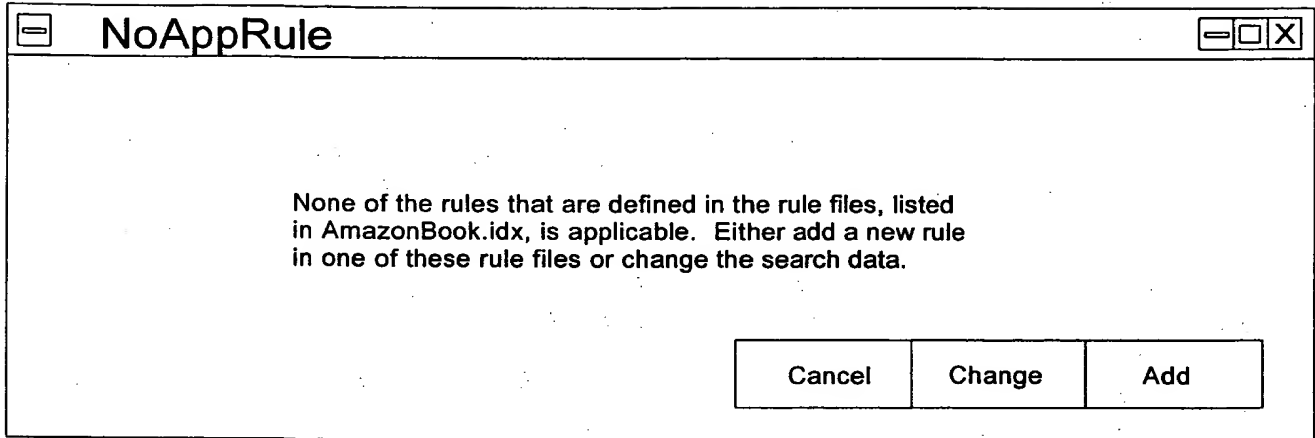 NoAppRule
None of the rules that are defined in the rule files, listed
in AmazonBook.idx, is applicable. Either add a new rule
in one of these rule files or change the search data.
Cancel Change Add